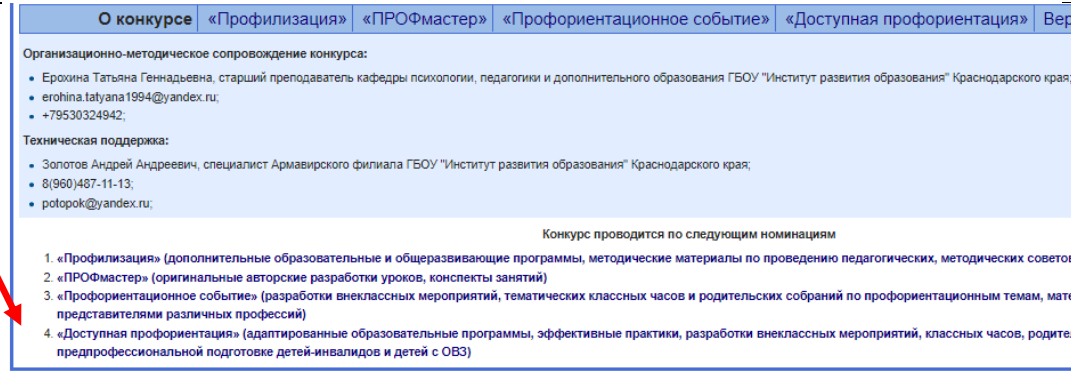 О конкурсе «Профилизация» «ПРОФмастер» «Профориентационное событие» «Доступная профориентация»
Организационно-методическое сопровождение конкурса:
• Ерохина Татьяна Геннадьевна, старший преподаватель кафедры психологии, педагогики и дополнительного образования ГБОУ "Институт развития образования" Краснодарского края;
• erohina.tatyana1994@yandex.ru;
• +79530324942;
Техническая поддержка:
• Золотов Андрей Андреевич, специалист Армавирского филиала ГБОУ "Институт развития образования" Краснодарского края;
• 8(960)487-11-13;
• potopok@yandex.ru;
Конкурс проводится по следующим номинациям
1. «Профилизация» (дополнительные образовательные и общеразвивающие программы, методические материалы по проведению педагогических, методических советов
2. «ПРОФмастер» (оригинальные авторские разработки уроков, конспекты занятий)
3. «Профориентационное событие» (разработки внеклассных мероприятий, тематических классных часов и родительских собраний по профориентационным темам,
представителями различных профессий)
4. «Доступная профориентация» (адаптированные образовательные программы, эффективные практики, разработки внеклассных мероприятий, классных часов,
предпрофессиональной подготовке детей-инвалидов и детей с ОВЗ)